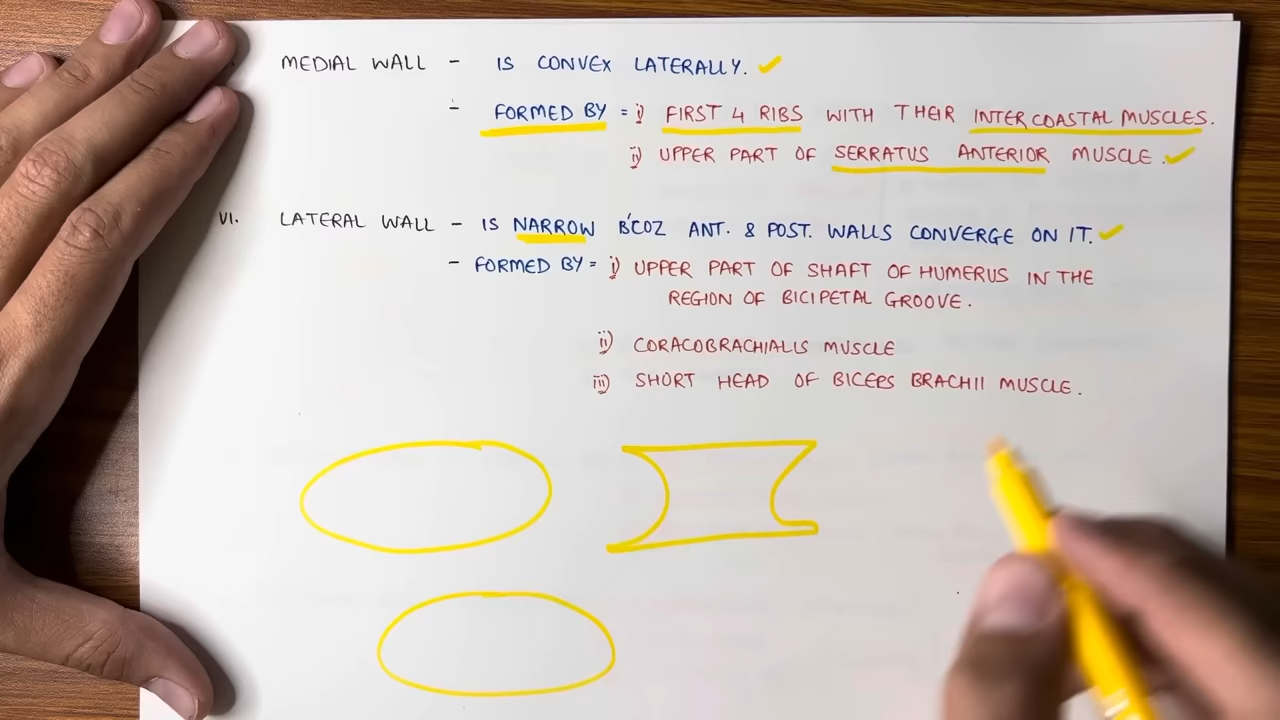 MEDIAL WALL - IS CONVEX LATERALLY.
- FORMED BY = i) FIRST 4 RIBS WITH THEIR INTERCOASTAL MUSCLES.
ii) UPPER PART OF SERRATUS ANTERIOR MUSCLE.
VI. LATERAL WALL - IS NARROW B'COZ ANT. & POST. WALLS CONVERGE ON IT.
- FORMED BY = i) UPPER PART OF SHAFT OF HUMERUS IN THE
REGION OF BICIPETAL GROOVE.
ii) CORACOBRACHIALIS MUSCLE
iii) SHORT HEAD OF BICEPS BRACHII MUSCLE.